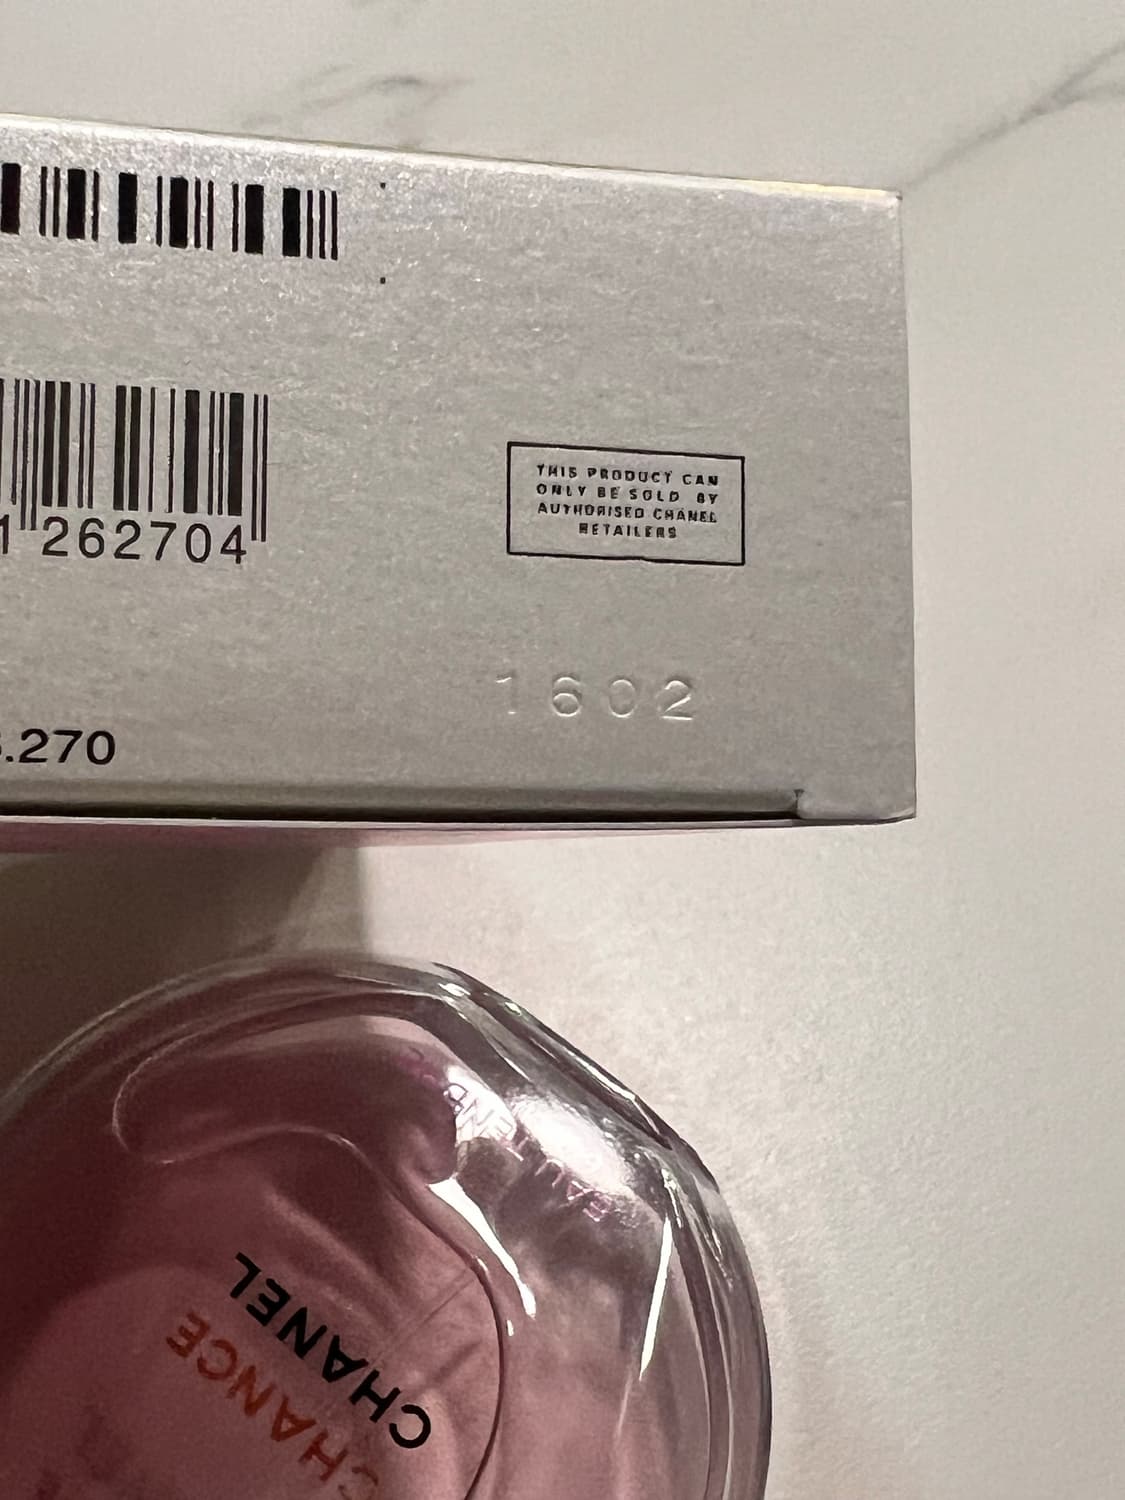 1 262704
THIS PRODUCT CAN
ONLY BE SOLD BY
AUTHORISED CHANEL
RETAILERS
1602
.270
CHANEL
CHANCE